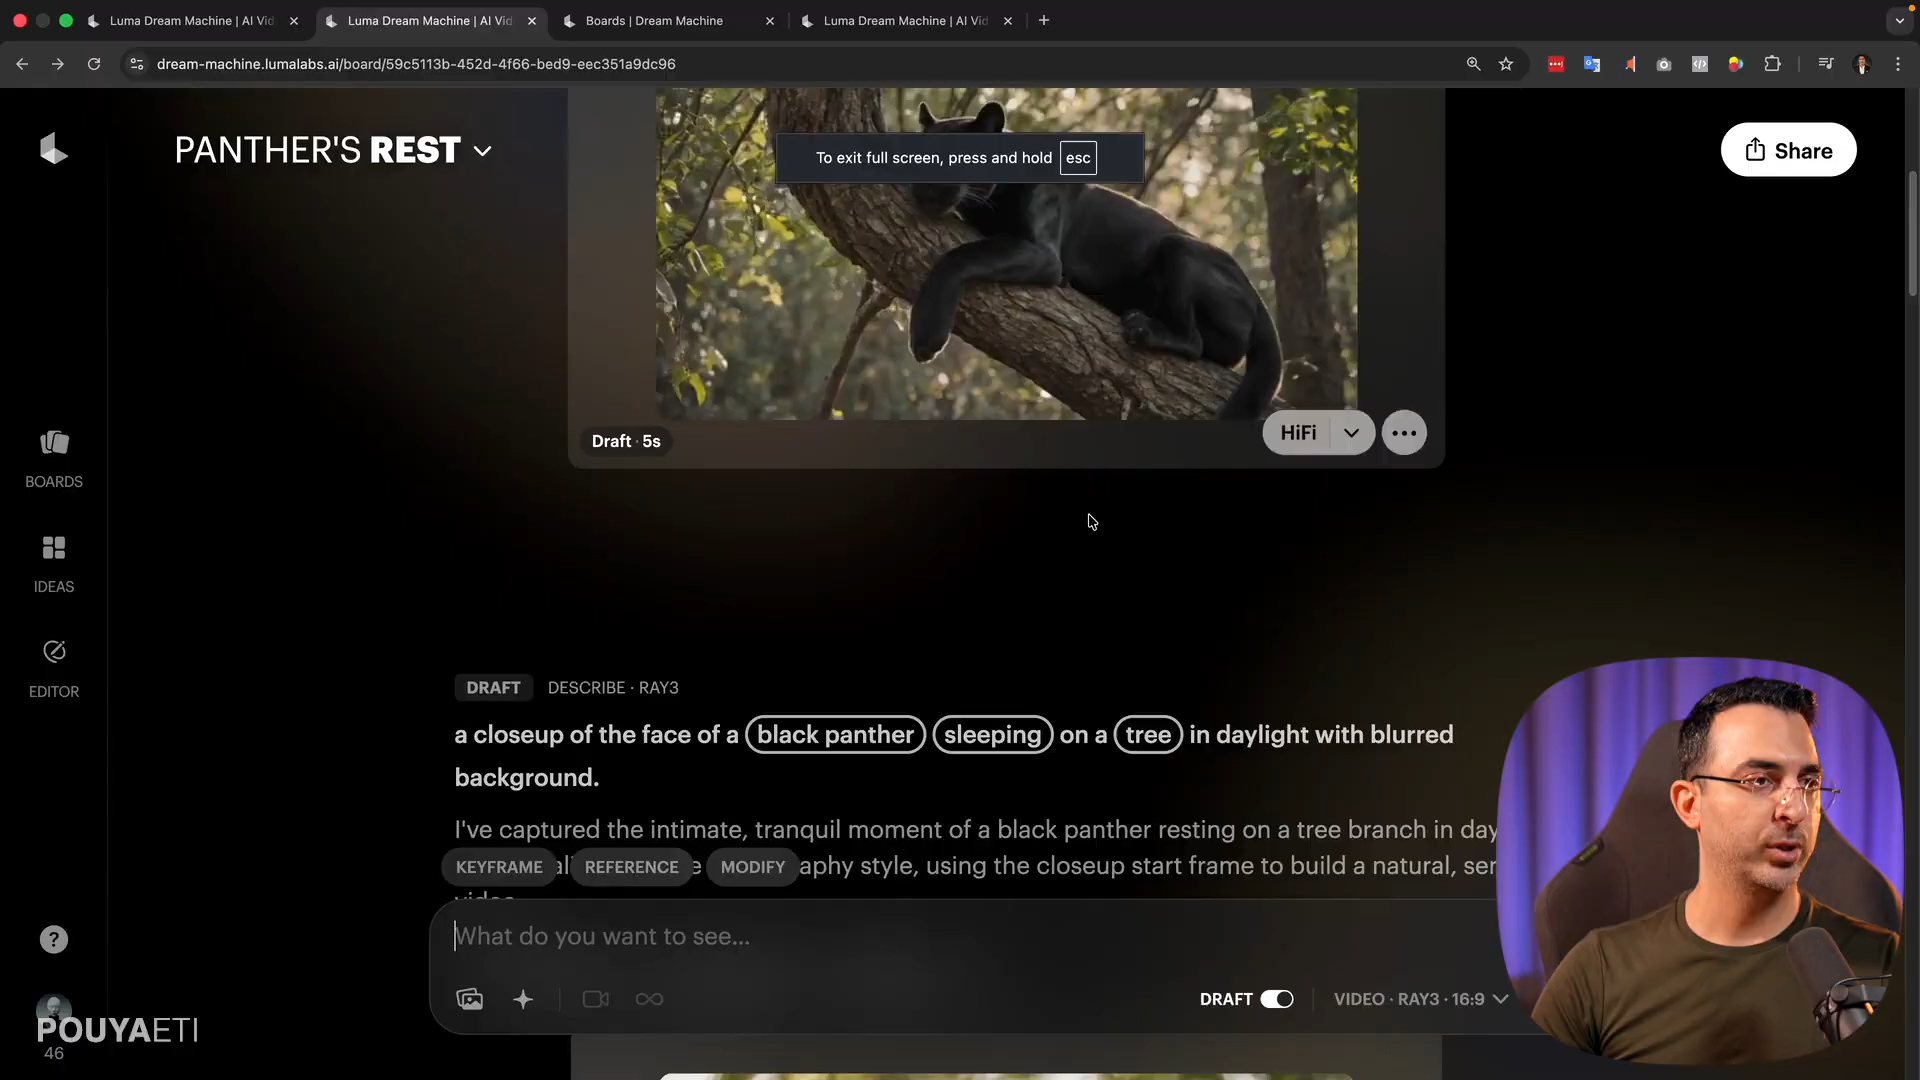 Luma Dream Machine | AI Vid
Luma Dream Machine | AI Vid
Boards | Dream Machine
Luma Dream Machine | AI Vid
dream-machine.lumalabs.ai/board/59c5113b-452d-4f66-bed9-eec351a9dc96
PANTHER'S REST
To exit full screen, press and hold esc
Share
Draft · 5s
HiFi
BOARDS
IDEAS
EDITOR
DRAFT DESCRIBE · RAY3
a closeup of the face of a black panther sleeping on a tree in daylight with blurred
background.
I've captured the intimate, tranquil moment of a black panther resting on a tree branch in day
KEYFRAME REFERENCE MODIFY
aphy style, using the closeup start frame to build a natural, ser
What do you want to see...
DRAFT VIDEO · RAY3 · 16:9
?
POUYAETI
46